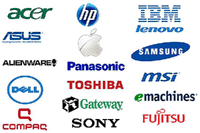 acer
hp
IBM
lenovo
ASUS
SAMSUNG
ALIENWARE
Panasonic
msi
DELL
TOSHIBA
Gateway
eMachines
COMPAQ
SONY
FUJITSU